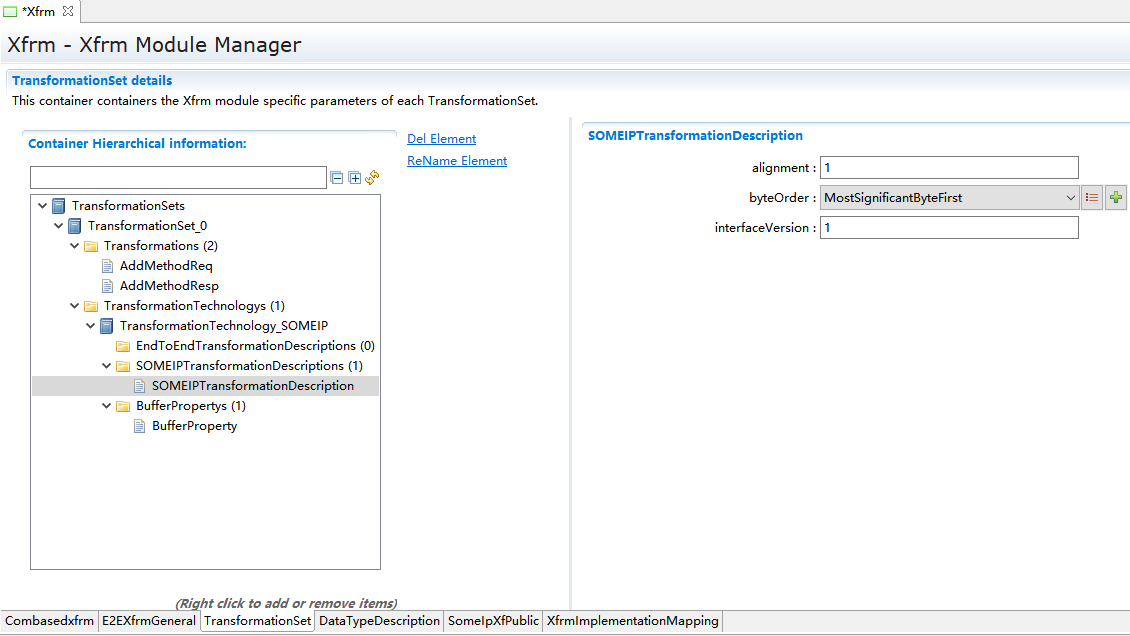 *Xfrm
Xfrm - Xfrm Module Manager
TransformationSet details
This container containers the Xfrm module specific parameters of each TransformationSet.
Container Hierarchical information:
Del Element
ReName Element
TransformationSets
TransformationSet_0
Transformations (2)
AddMethodReq
AddMethodResp
TransformationTechnologys (1)
TransformationTechnology_SOMEIP
EndToEndTransformationDescriptions (0)
SOMEIPTransformationDescriptions (1)
SOMEIPTransformationDescription
BufferPropertys (1)
BufferProperty
(Right click to add or remove items)
SOMEIPTransformationDescription
alignment : 1
byteOrder : MostSignificantByteFirst
interfaceVersion : 1
Combasedxfrm E2EXfrmGeneral TransformationSet DataTypeDescription SomeIpXfPublic XfrmImplementationMapping